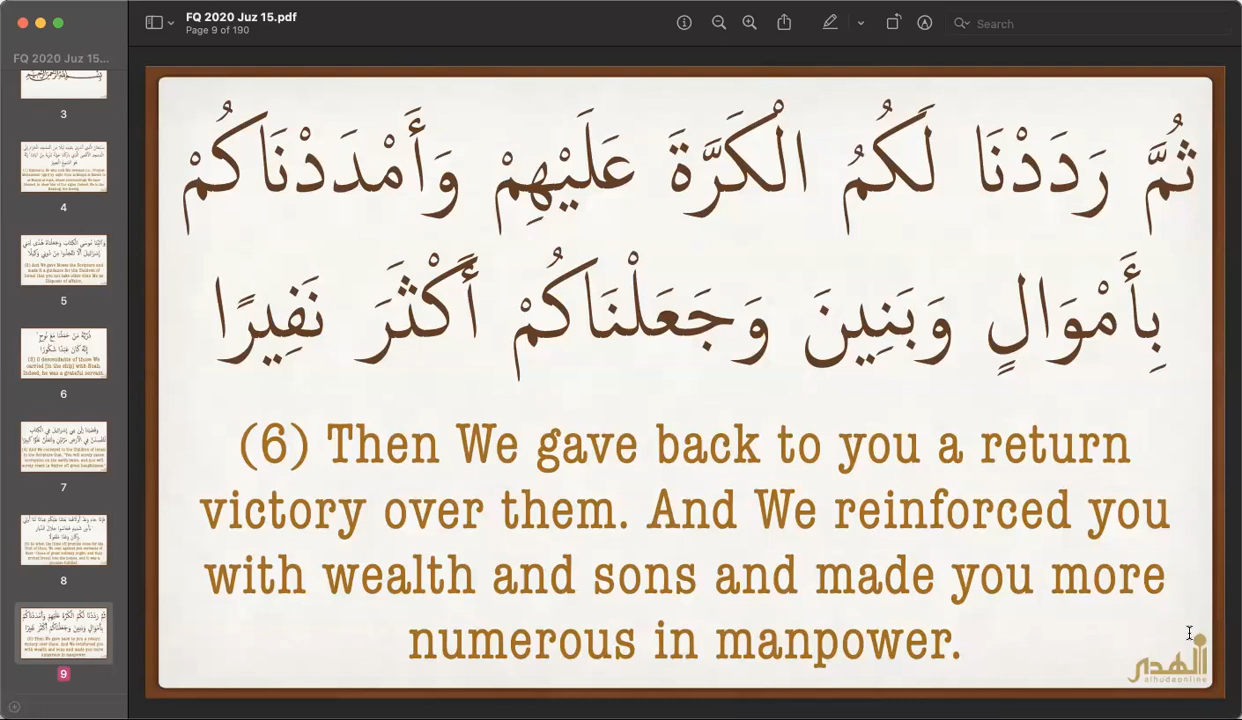 FQ 2020 Juz 15.pdf
Page 9 of 190
Search
FQ 2020 Juz 15...
3
4
5
6
7
8
9
ثُمَّ رَدَدْنَا لَكُمُ الْكَرَّةَ عَلَيْهِمْ وَأَمْدَدْنَاكُمْ
بِأَمْوَالٍ وَبَنِينَ وَجَعَلْنَاكُمْ أَكْثَرَ نَفِيرًا
(6) Then We gave back to you a return
victory over them. And We reinforced you
with wealth and sons and made you more
numerous in manpower.
الهدى
alhudaonline